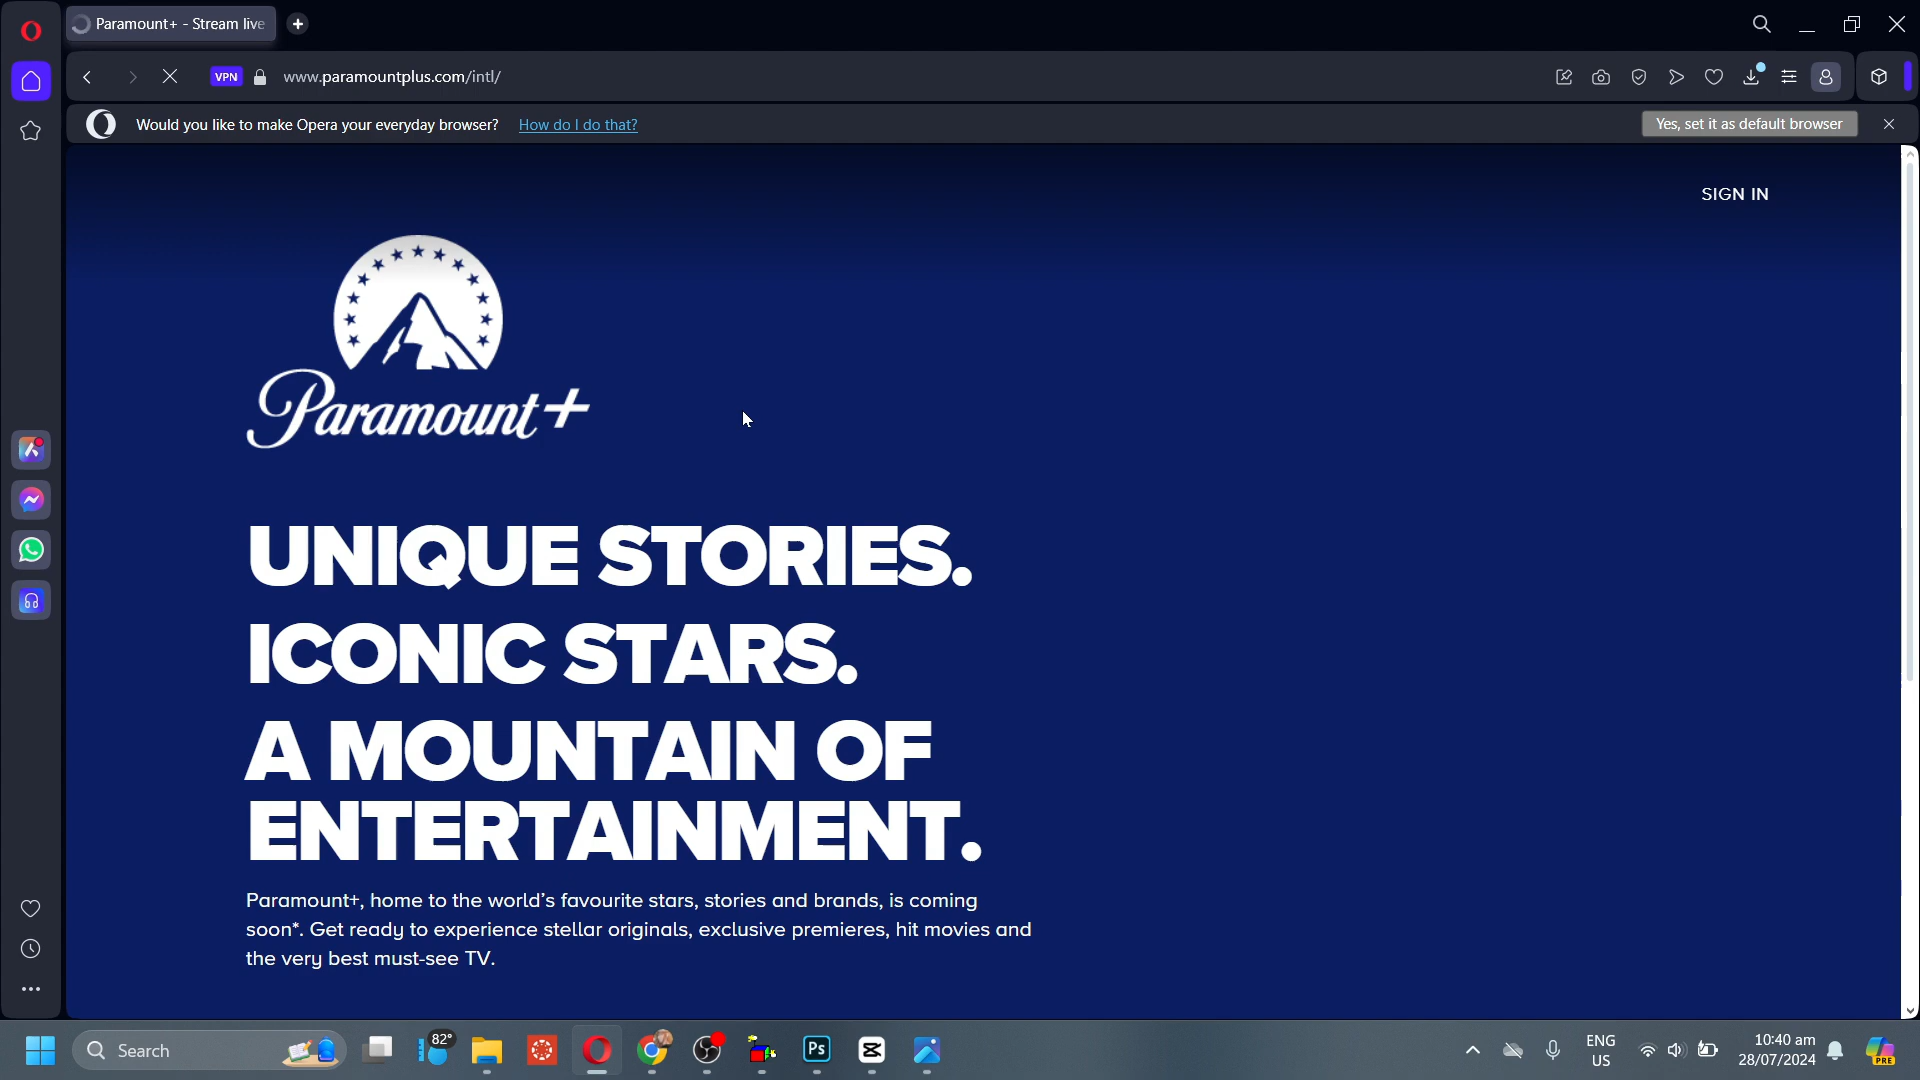 Paramount+ - Stream live
VPN
www.paramountplus.com/intl/
Would you like to make Opera your everyday browser?
How do I do that?
Yes, set it as default browser
SIGN IN
Paramount+
UNIQUE STORIES.
ICONIC STARS.
A MOUNTAIN OF
ENTERTAINMENT.
Paramount+, home to the world's favourite stars, stories and brands, is coming
soon*. Get ready to experience stellar originals, exclusive premieres, hit movies and
the very best must-see TV.
Search
82°
Ps
ENG
US
10:40 am
28/07/2024
PRE